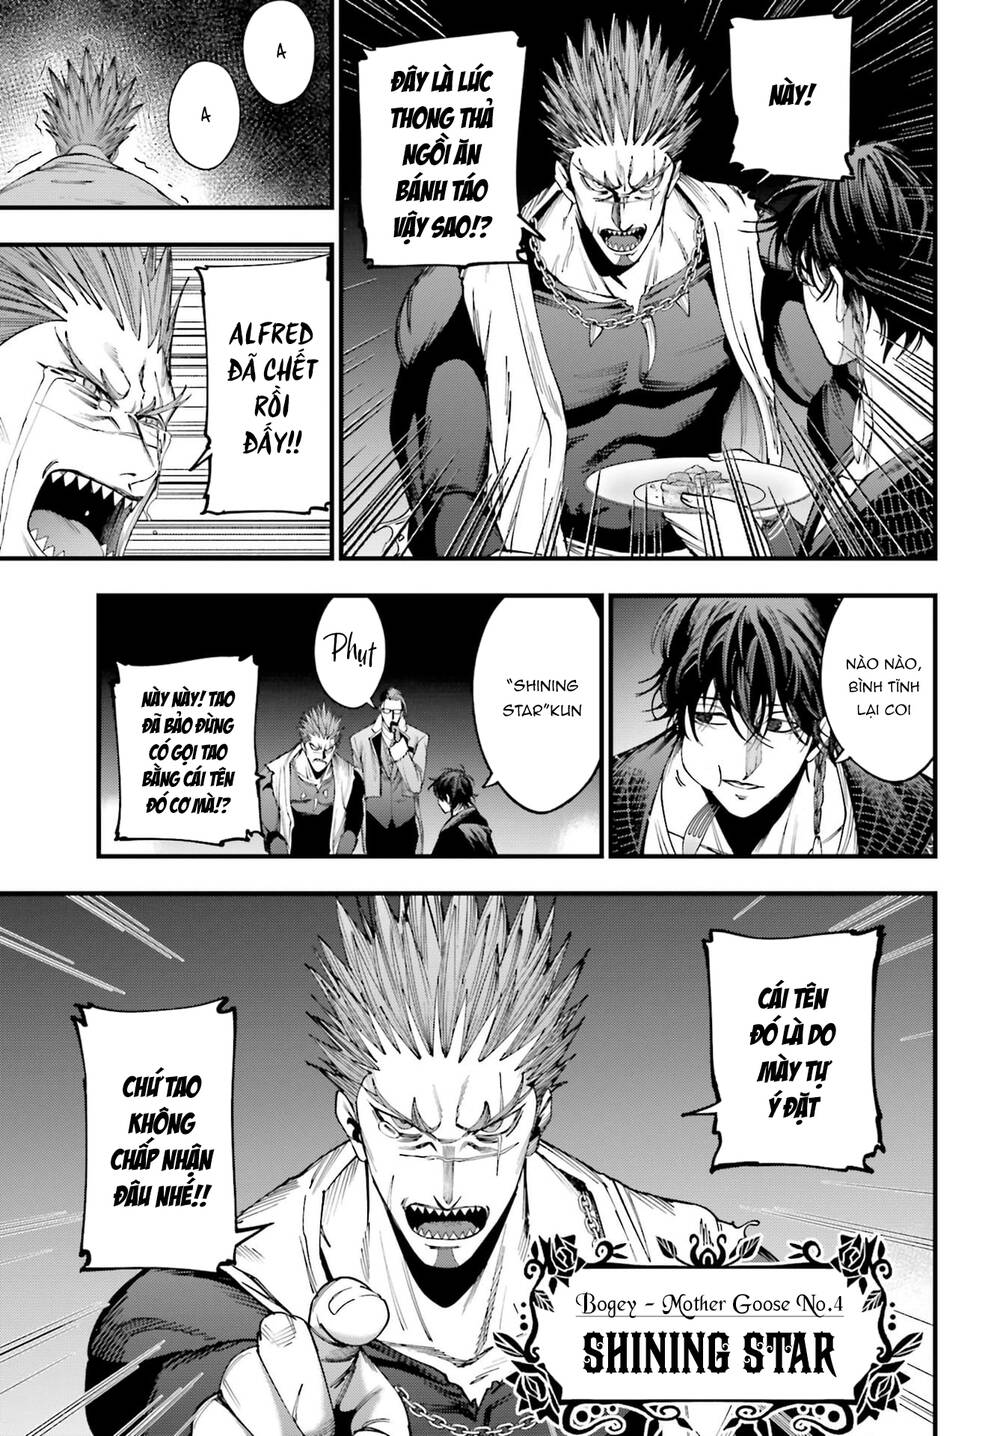 NÀY!
ĐÂY LÀ LÚC
THONG THẢ
NGỒI ĂN
BÁNH TÁO
VẬY SAO!?
A
A
ALFRED
ĐÃ CHẾT
RỒI
ĐẤY!!
NÀO NÀO,
BÌNH TĨNH
LẠI COI
"SHINING
STAR"KUN
Phụt
NÀY NÀY! TAO
ĐÃ BẢO ĐỪNG
CÓ GỌI TAO
BẰNG CÁI TÊN
ĐÓ CƠ MÀ!?
CÁI TÊN
ĐÓ LÀ DO
MÀY TỰ
Ý ĐẶT
CHỨ TAO
KHÔNG
CHẤP NHẬN
ĐÂU NHÉ!!
Bogey - Mother Goose No.4
SHINING STAR